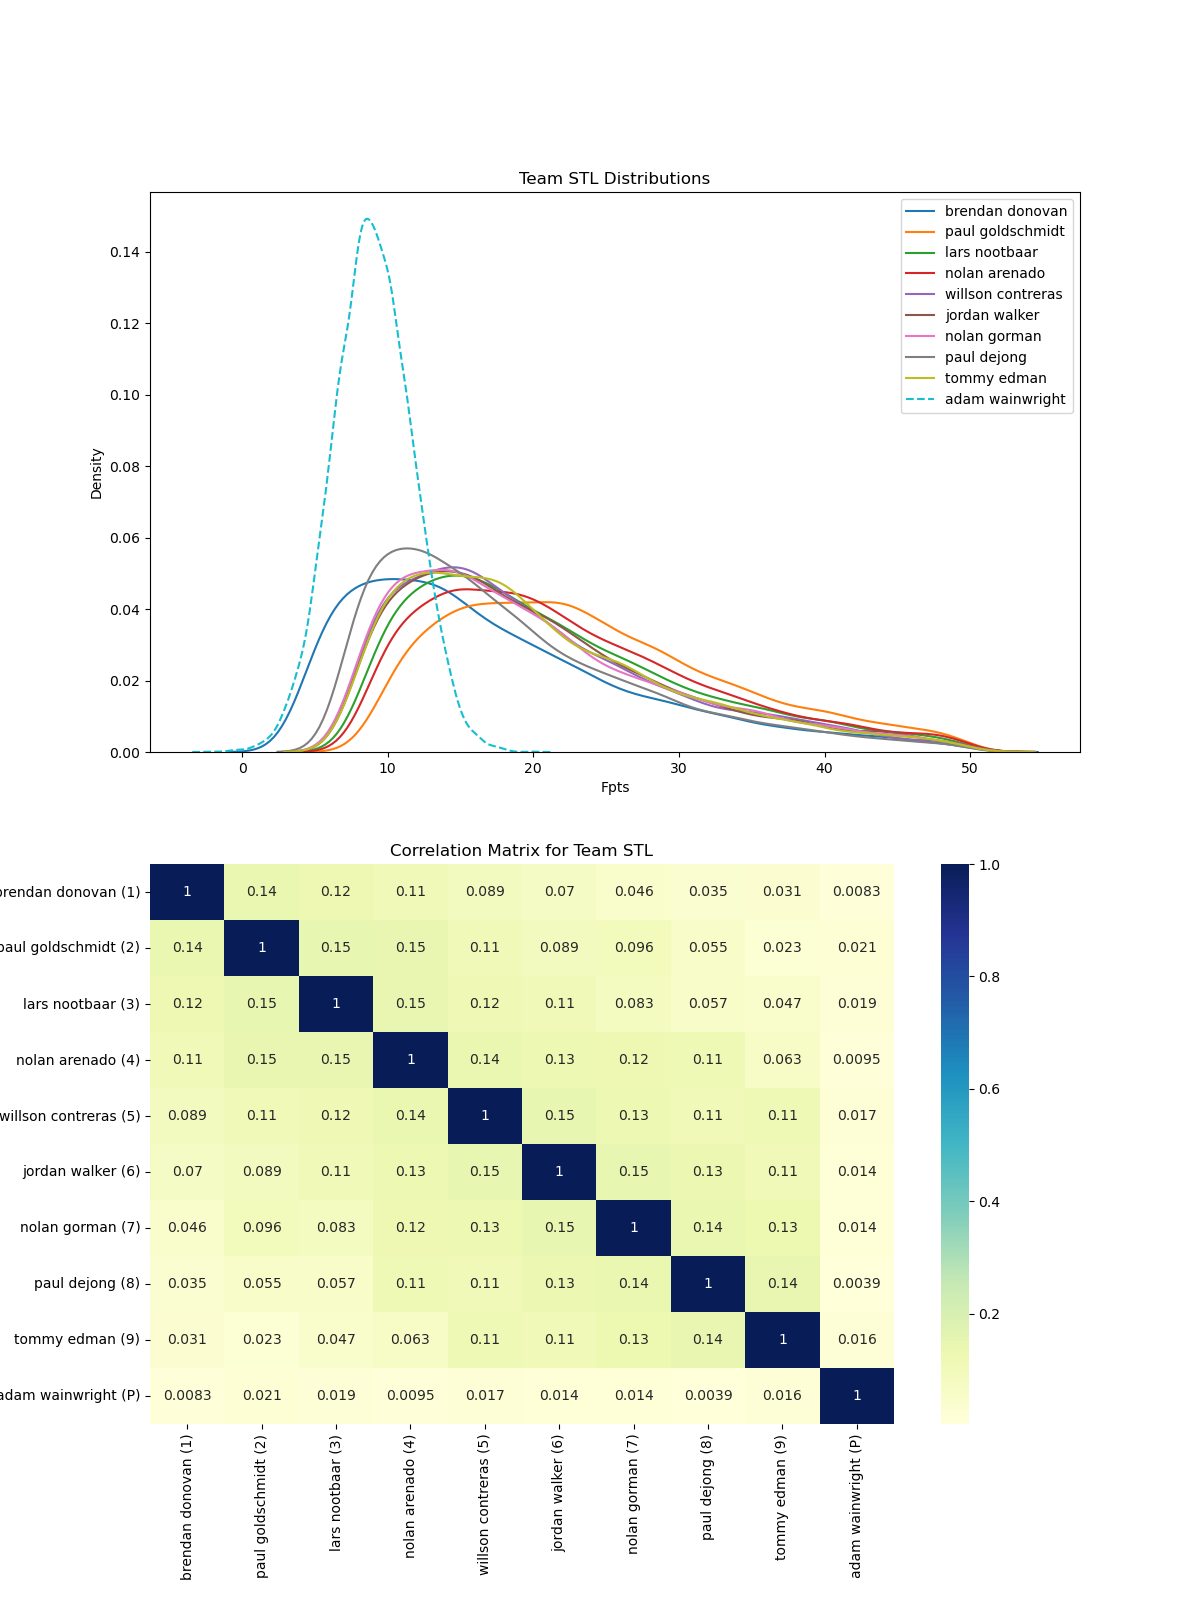 Team STL Distributions
brendan donovan
paul goldschmidt
lars nootbaar
nolan arenado
willson contreras
jordan walker
nolan gorman
paul dejong
tommy edman
adam wainwright
0.14
0.12
0.10
0.08
0.06
0.04
0.02
0.00
Density
0 10 20 30 40 50
Fpts
Correlation Matrix for Team STL
brendan donovan (1) 1 0.14 0.12 0.11 0.089 0.07 0.046 0.035 0.031 0.0083
paul goldschmidt (2) 0.14 1 0.15 0.15 0.11 0.089 0.096 0.055 0.023 0.021
lars nootbaar (3) 0.12 0.15 1 0.15 0.12 0.11 0.083 0.057 0.047 0.019
nolan arenado (4) 0.11 0.15 0.15 1 0.14 0.13 0.12 0.11 0.063 0.0095
willson contreras (5) 0.089 0.11 0.12 0.14 1 0.15 0.13 0.11 0.11 0.017
jordan walker (6) 0.07 0.089 0.11 0.13 0.15 1 0.15 0.13 0.11 0.014
nolan gorman (7) 0.046 0.096 0.083 0.12 0.13 0.15 1 0.14 0.13 0.014
paul dejong (8) 0.035 0.055 0.057 0.11 0.11 0.13 0.14 1 0.14 0.0039
tommy edman (9) 0.031 0.023 0.047 0.063 0.11 0.11 0.13 0.14 1 0.016
adam wainwright (P) 0.0083 0.021 0.019 0.0095 0.017 0.014 0.014 0.0039 0.016 1
brendan donovan (1)
paul goldschmidt (2)
lars nootbaar (3)
nolan arenado (4)
willson contreras (5)
jordan walker (6)
nolan gorman (7)
paul dejong (8)
tommy edman (9)
adam wainwright (P)
1.0
0.8
0.6
0.4
0.2